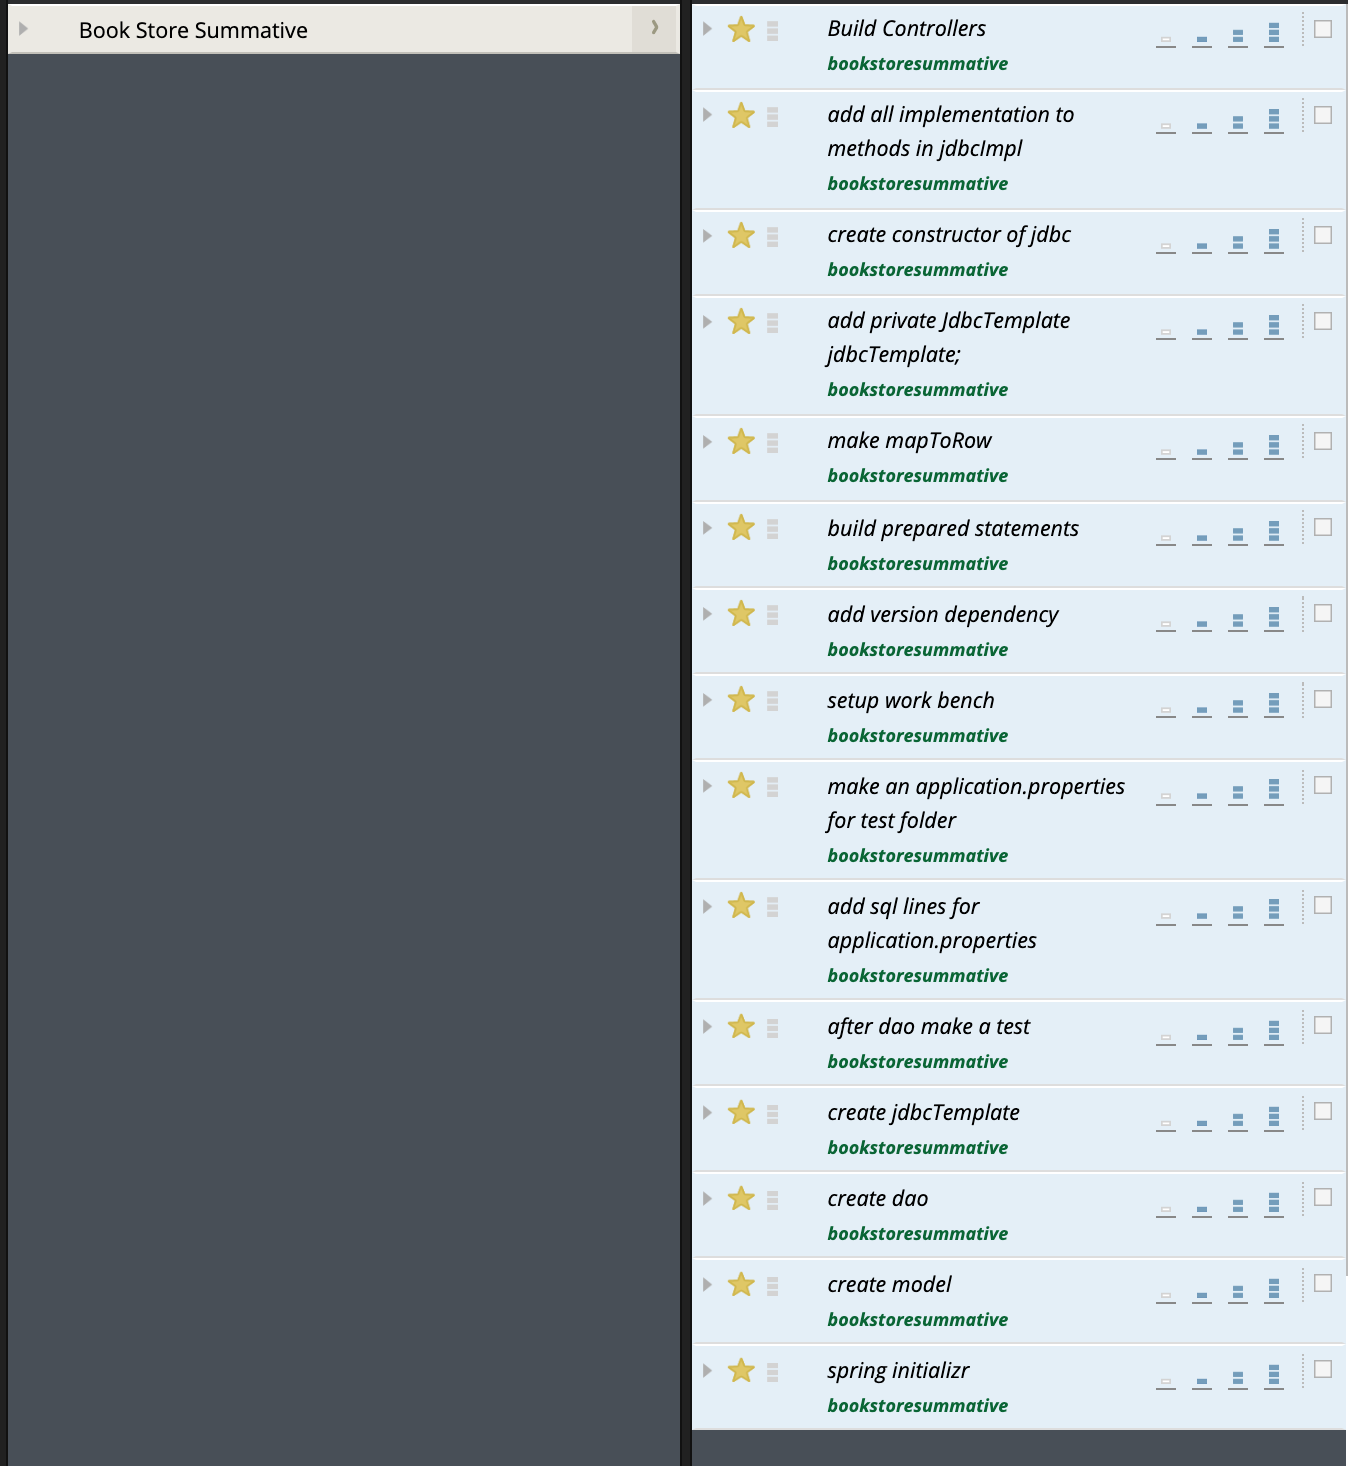 Book Store Summative
Build Controllers
bookstoresummative
add all implementation to
methods in jdbcImpl
bookstoresummative
create constructor of jdbc
bookstoresummative
add private JdbcTemplate
jdbcTemplate;
bookstoresummative
make mapToRow
bookstoresummative
build prepared statements
bookstoresummative
add version dependency
bookstoresummative
setup work bench
bookstoresummative
make an application.properties
for test folder
bookstoresummative
add sql lines for
application.properties
bookstoresummative
after dao make a test
bookstoresummative
create jdbcTemplate
bookstoresummative
create dao
bookstoresummative
create model
bookstoresummative
spring initializr
bookstoresummative